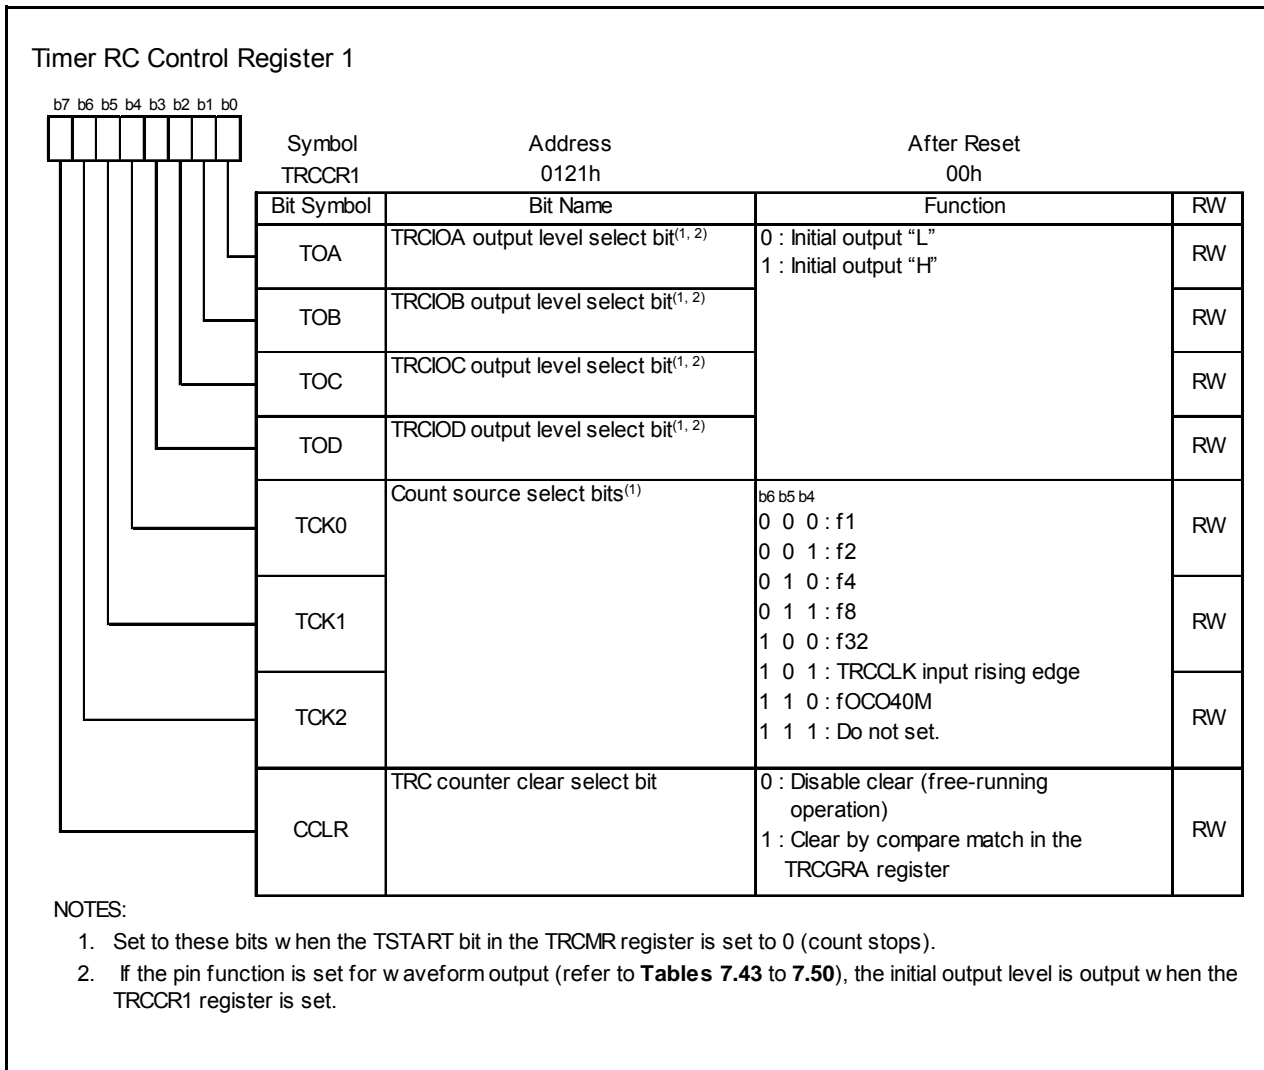 Timer RC Control Register 1
b7 b6 b5 b4 b3 b2 b1 b0
Symbol Address After Reset
TRCCR1 0121h 00h
Bit Symbol Bit Name Function RW
TOA TRCIOA output level select bit(1, 2) 0 : Initial output “L”
1 : Initial output “H” RW
TOB TRCIOB output level select bit(1, 2) RW
TOC TRCIOC output level select bit(1, 2) RW
TOD TRCIOD output level select bit(1, 2) RW
Count source select bits(1) b6 b5 b4
TCK0 0 0 0 : f1 RW
0 0 1 : f2
0 1 0 : f4
TCK1 0 1 1 : f8 RW
1 0 0 : f32
1 0 1 : TRCCLK input rising edge
TCK2 1 1 0 : fOCO40M RW
1 1 1 : Do not set.
TRC counter clear select bit 0 : Disable clear (free-running
operation)
CCLR 1 : Clear by compare match in the RW
TRCGRA register
NOTES:
1. Set to these bits when the TSTART bit in the TRCMR register is set to 0 (count stops).
2. If the pin function is set for waveform output (refer to Tables 7.43 to 7.50), the initial output level is output when the
TRCCR1 register is set.